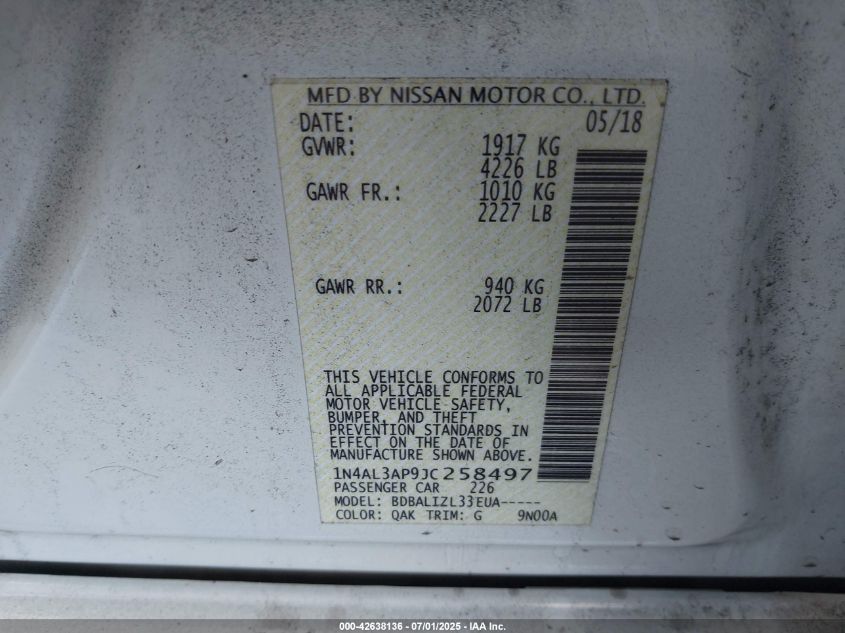 MFD BY NISSAN MOTOR CO., LTD.
DATE: 05/18
GVWR: 1917 KG
4226 LB
GAWR FR.: 1010 KG
2227 LB
GAWR RR.: 940 KG
2072 LB
THIS VEHICLE CONFORMS TO
ALL APPLICABLE FEDERAL
MOTOR VEHICLE SAFETY,
BUMPER, AND THEFT
PREVENTION STANDARDS IN
EFFECT ON THE DATE OF
MANUFACTURE SHOWN ABOVE.
1N4AL3AP9JC258497
PASSENGER CAR 226
MODEL: BDBALIZL33EUA-----
COLOR: QAK TRIM: G 9N00A
000-42638136 - 07/01/2025 - IAA Inc.